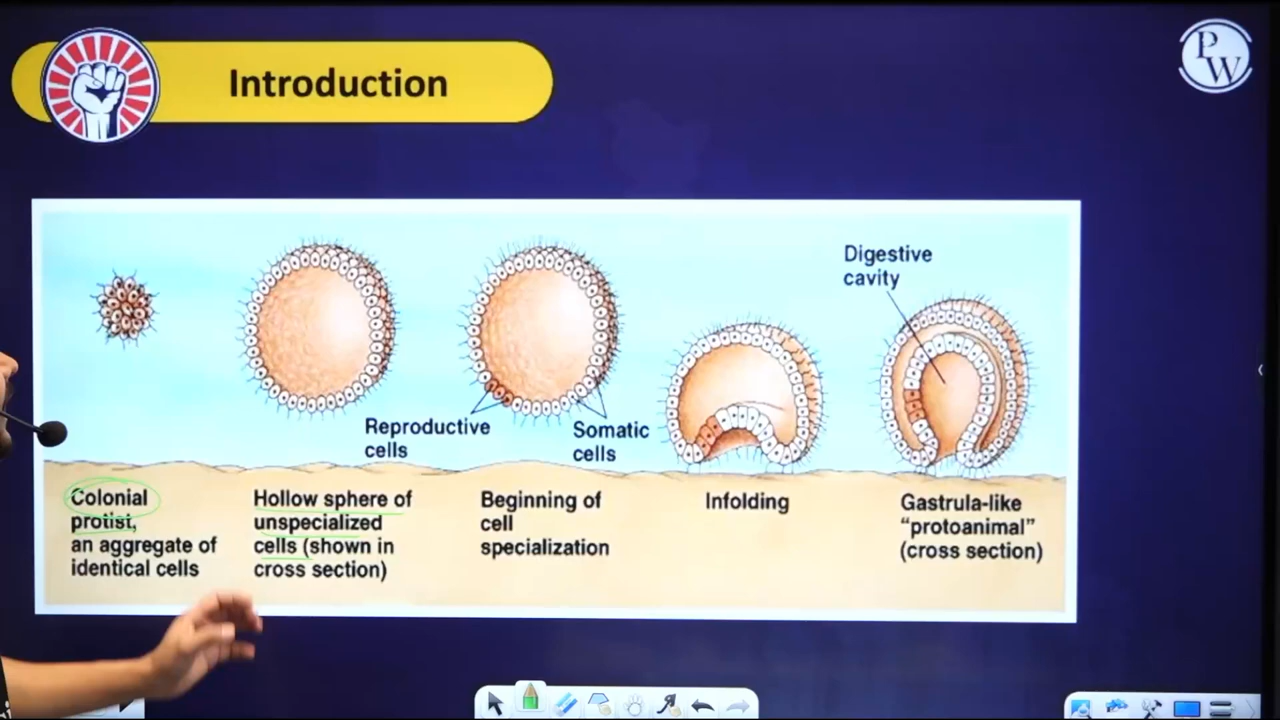 Introduction
PW
Digestive
cavity
Reproductive
cells
Somatic
cells
Colonial
protist,
an aggregate of
identical cells
Hollow sphere of
unspecialized
cells (shown in
cross section)
Beginning of
cell
specialization
Infolding
Gastrula-like
“protoanimal”
(cross section)